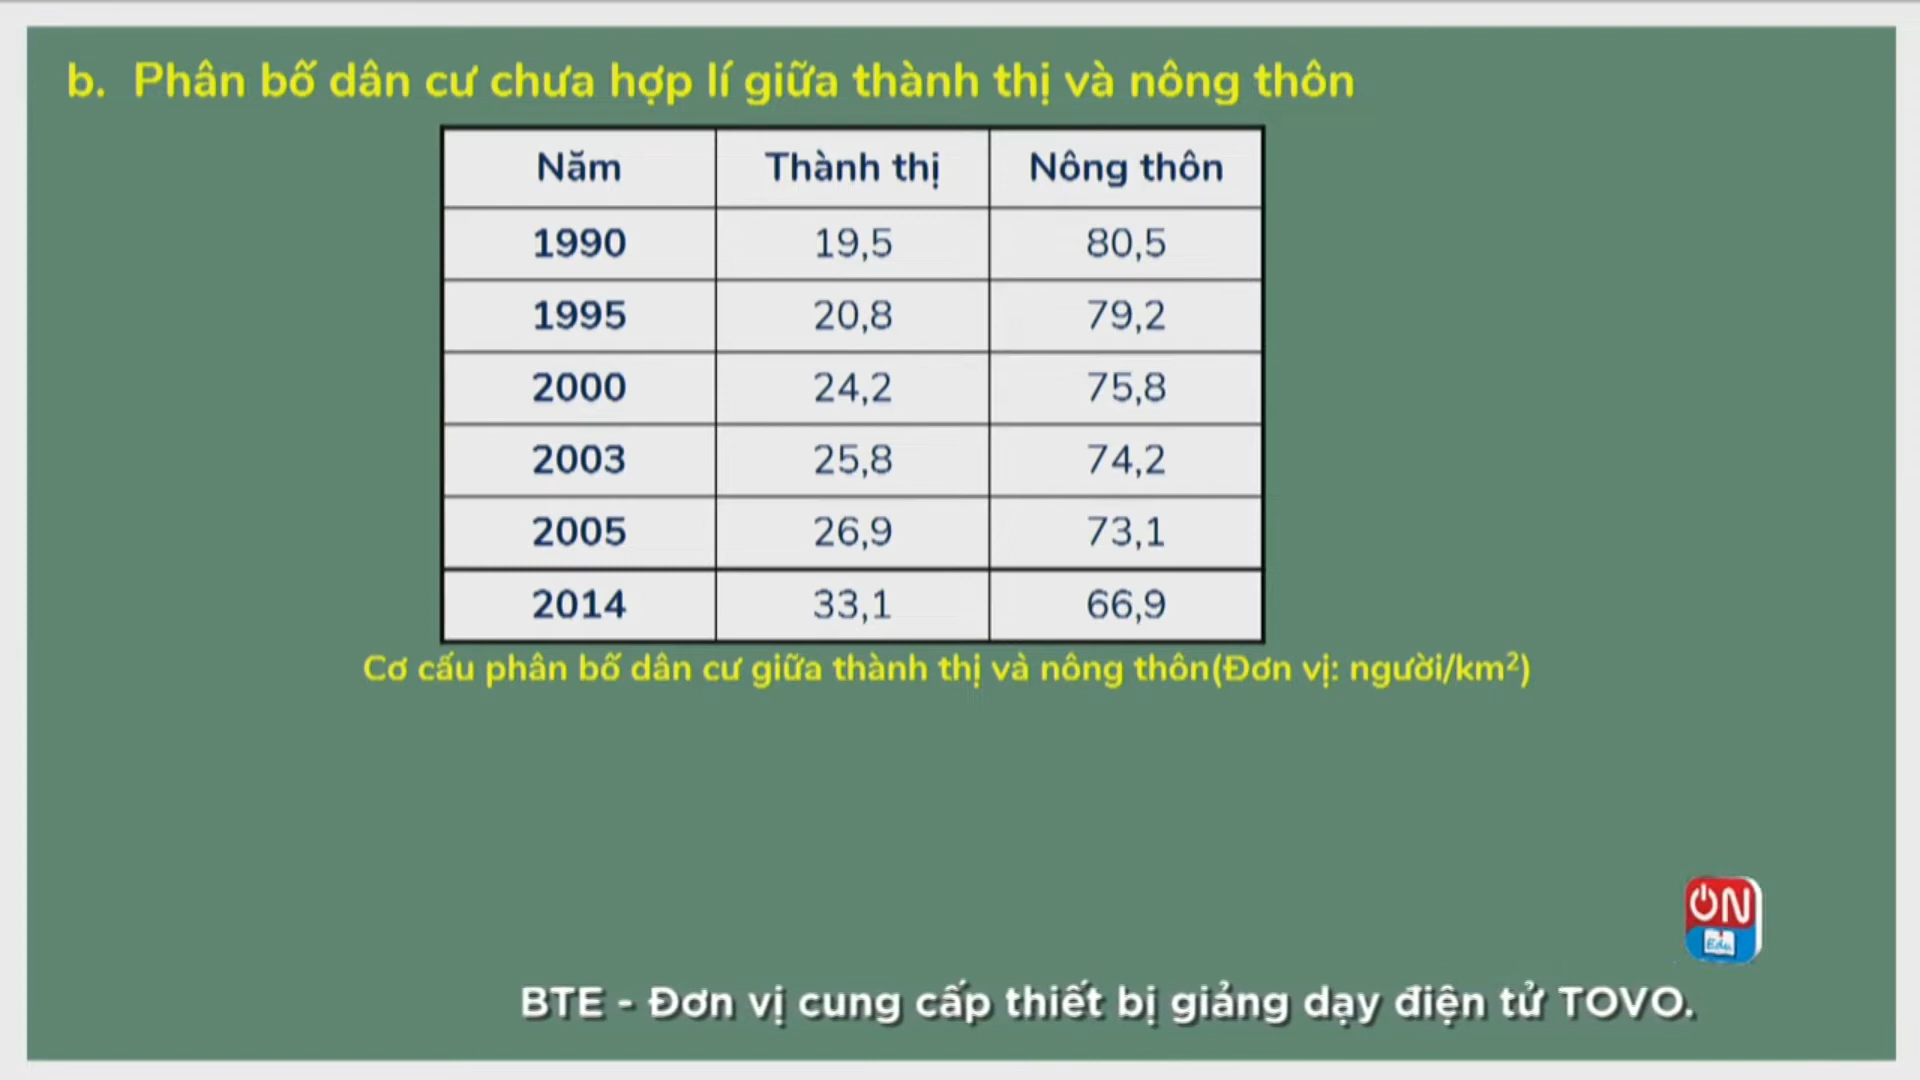 b. Phân bố dân cư chưa hợp lí giữa thành thị và nông thôn
Năm Thành thị Nông thôn
1990 19,5 80,5
1995 20,8 79,2
2000 24,2 75,8
2003 25,8 74,2
2005 26,9 73,1
2014 33,1 66,9
Cơ cấu phân bố dân cư giữa thành thị và nông thôn(Đơn vị: người/km²)
ON
Edu
BTE - Đơn vị cung cấp thiết bị giảng dạy điện tử TOVO.